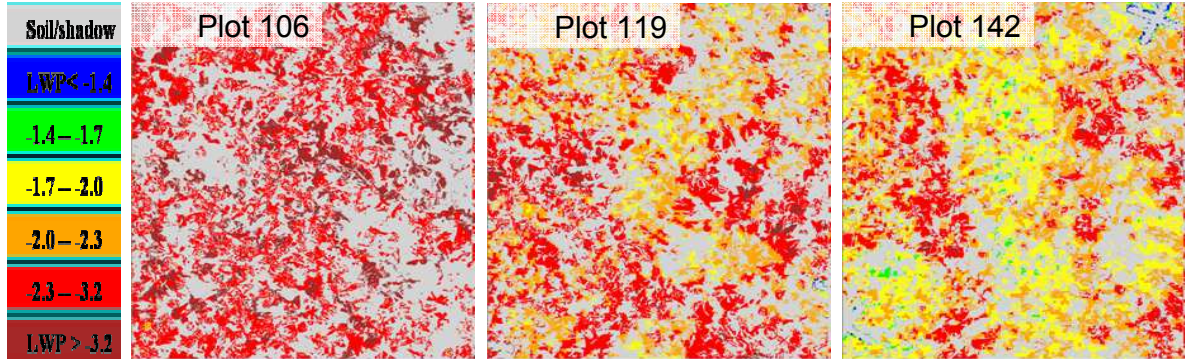 Soil/shadow
LWP< -1.4
-1.4 – -1.7
-1.7 – -2.0
-2.0 – -2.3
-2.3 – -3.2
LWP > -3.2
Plot 106
Plot 119
Plot 142